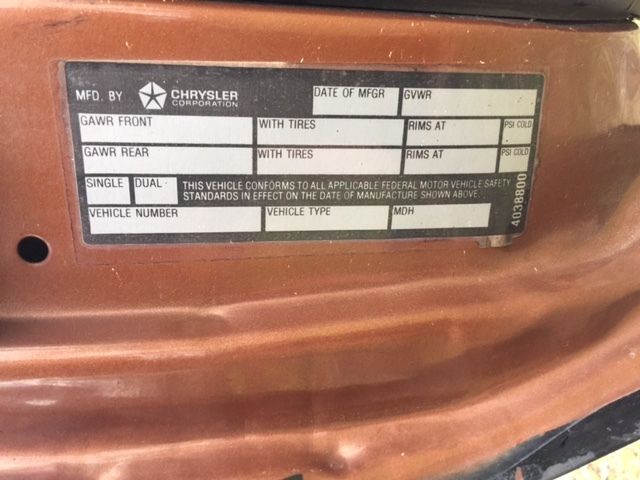 MFD. BY CHRYSLER CORPORATION DATE OF MFGR GVWR
GAWR FRONT WITH TIRES RIMS AT PSI COLD
GAWR REAR WITH TIRES RIMS AT PSI COLD
SINGLE DUAL THIS VEHICLE CONFORMS TO ALL APPLICABLE FEDERAL MOTOR VEHICLE SAFETY
STANDARDS IN EFFECT ON THE DATE OF MANUFACTURE SHOWN ABOVE.
VEHICLE NUMBER VEHICLE TYPE MDH
4038800